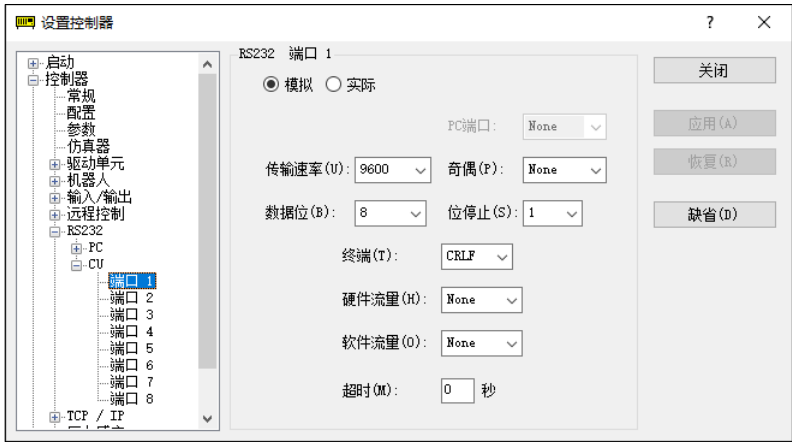 设置控制器
?
启动
控制器
常规
配置
参数
仿真器
驱动单元
机器人
输入/输出
远程控制
RS232
PC
CU
端口 1
端口 2
端口 3
端口 4
端口 5
端口 6
端口 7
端口 8
TCP / IP
RS232 端口 1
模拟 实际
PC端口: None
传输速率(U): 9600 奇偶(P): None
数据位(B): 8 位停止(S): 1
终端(T): CRLF
硬件流量(H): None
软件流量(O): None
超时(M): 0 秒
关闭
应用(A)
恢复(R)
缺省(D)